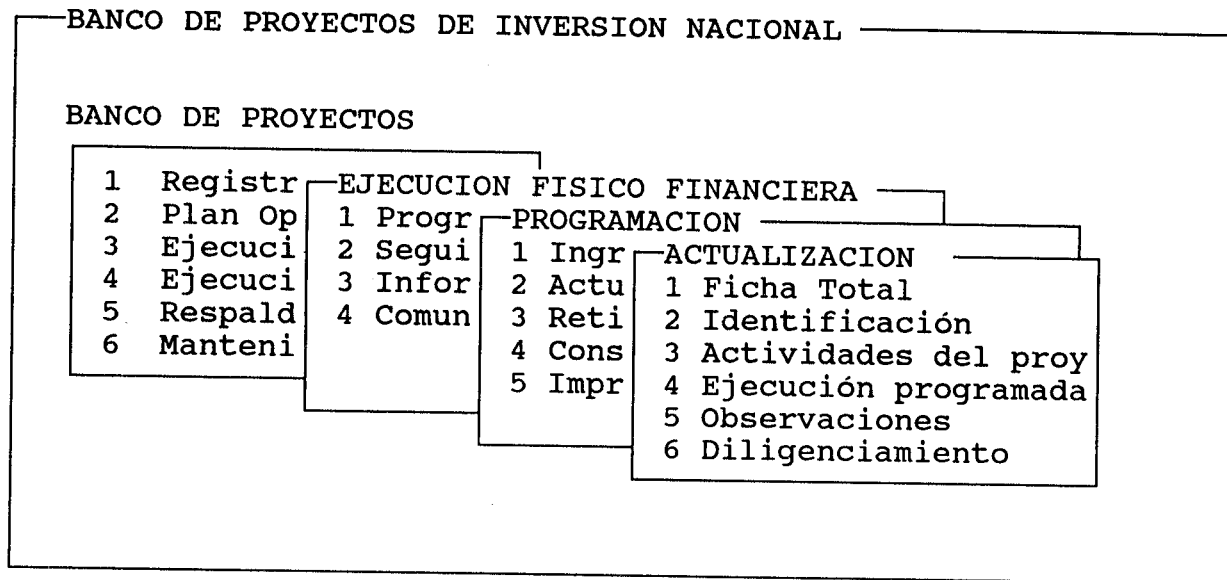 BANCO DE PROYECTOS DE INVERSION NACIONAL
BANCO DE PROYECTOS
1 Registr
2 Plan Op
3 Ejecuci
4 Ejecuci
5 Respald
6 Manteni
EJECUCION FISICO FINANCIERA
1 Progr
2 Segui
3 Infor
4 Comun
PROGRAMACION
1 Ingr
2 Actu
3 Reti
4 Cons
5 Impr
ACTUALIZACION
1 Ficha Total
2 Identificación
3 Actividades del proy
4 Ejecución programada
5 Observaciones
6 Diligenciamiento